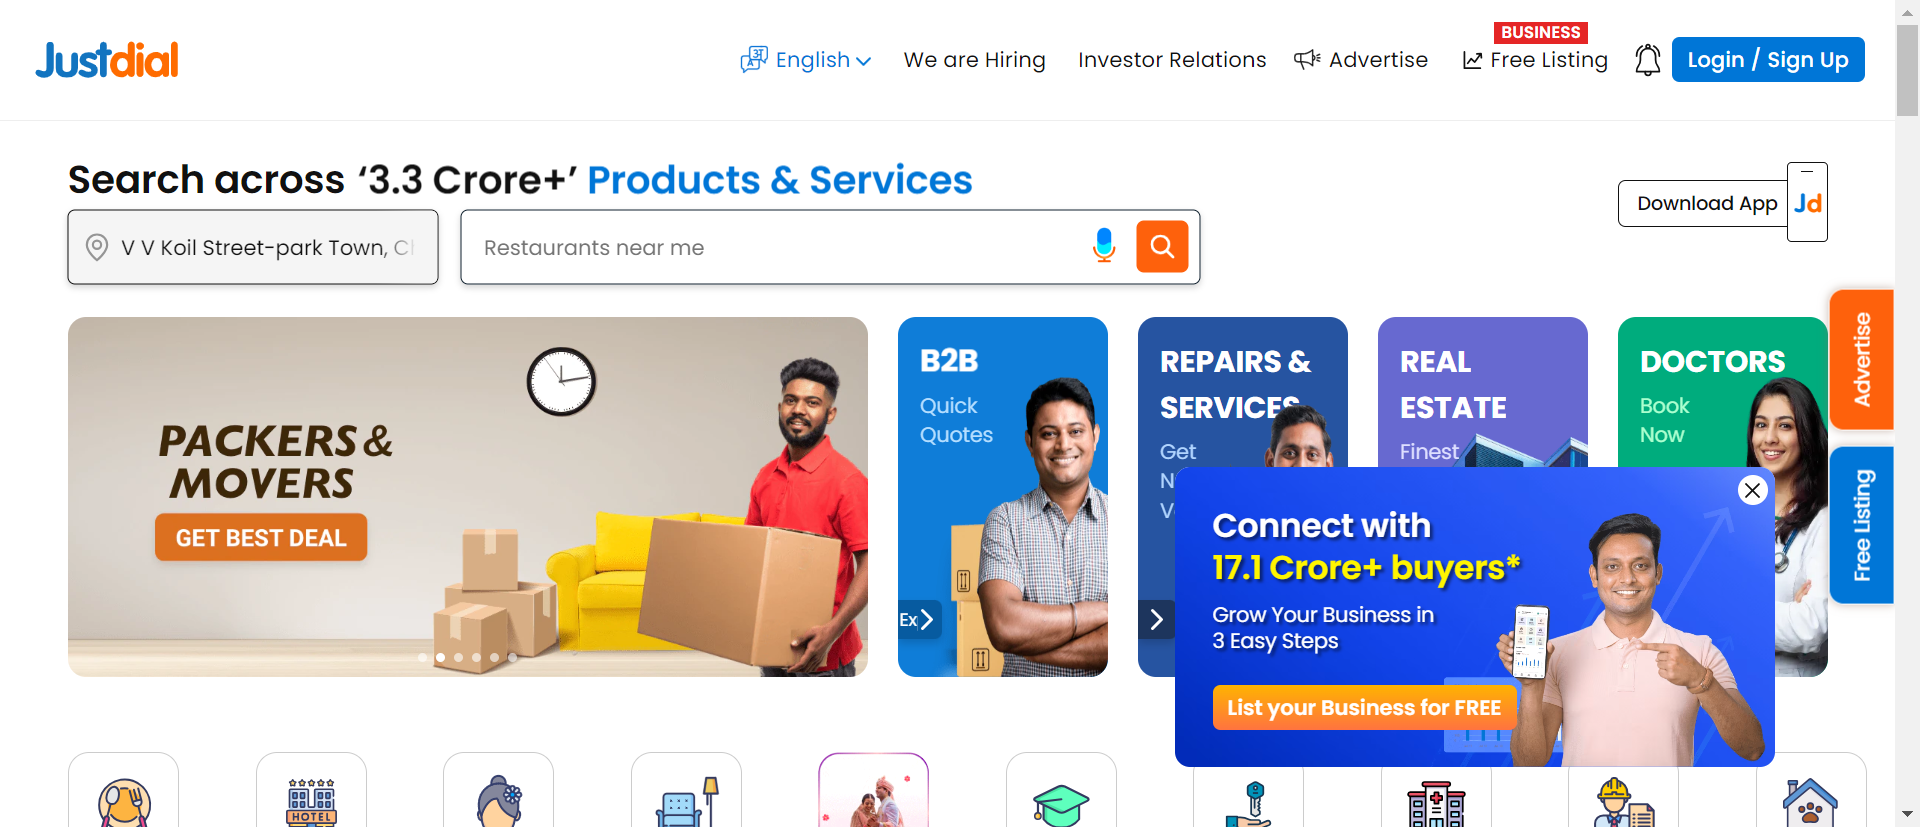 Justdial
English
We are Hiring
Investor Relations
Advertise
BUSINESS
Free Listing
Login / Sign Up
Search across ‘3.3 Crore+’ Products & Services
Download App
Jd
V V Koil Street-park Town,
Restaurants near me
PACKERS &
MOVERS
GET BEST DEAL
B2B
Quick
Quotes
Ex
REPAIRS &
SERVICES
Get
REAL
ESTATE
Finest
DOCTORS
Book
Now
Advertise
Free Listing
Connect with
17.1 Crore+ buyers*
Grow Your Business in
3 Easy Steps
List your Business for FREE
HOTEL